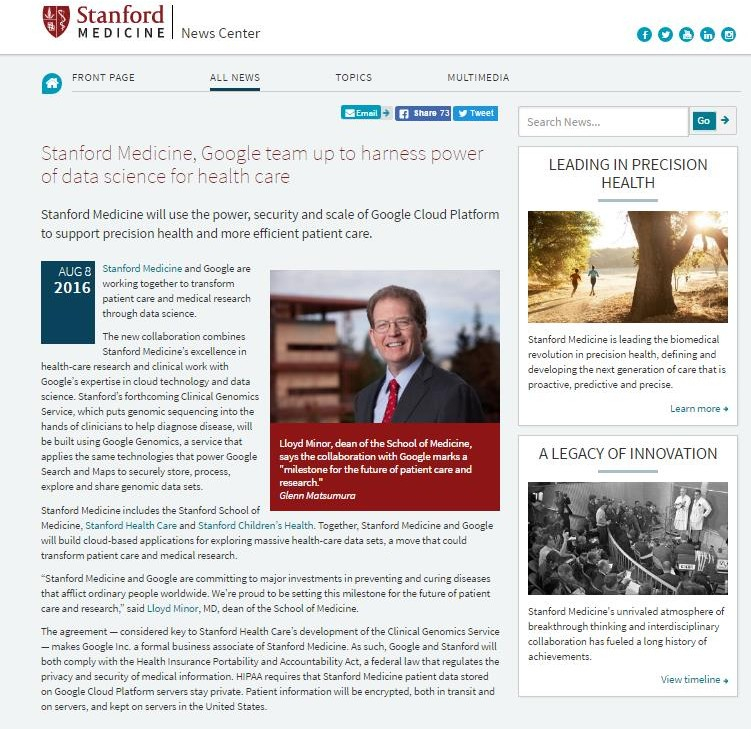 Stanford
MEDICINE
News Center
FRONT PAGE
ALL NEWS
TOPICS
MULTIMEDIA
Email
Share 73
Tweet
Search News...
Go
Stanford Medicine, Google team up to harness power
of data science for health care
Stanford Medicine will use the power, security and scale of Google Cloud Platform
to support precision health and more efficient patient care.
AUG 8
2016
Stanford Medicine and Google are
working together to transform
patient care and medical research
through data science.
The new collaboration combines
Stanford Medicine's excellence in
health-care research and clinical work with
Google's expertise in cloud technology and data
science. Stanford's forthcoming Clinical Genomics
Service, which puts genomic sequencing into the
hands of clinicians to help diagnose disease, will
be built using Google Genomics, a service that
applies the same technologies that power Google
Search and Maps to securely store, process,
explore and share genomic data sets.
Lloyd Minor, dean of the School of Medicine,
says the collaboration with Google marks a
"milestone for the future of patient care and
research."
Glenn Matsumura
Stanford Medicine includes the Stanford School of
Medicine, Stanford Health Care and Stanford Children's Health. Together, Stanford Medicine and Google
will build cloud-based applications for exploring massive health-care data sets, a move that could
transform patient care and medical research.
“Stanford Medicine and Google are committing to major investments in preventing and curing diseases
that afflict ordinary people worldwide. We're proud to be setting this milestone for the future of patient
care and research,” said Lloyd Minor, MD, dean of the School of Medicine.
The agreement — considered key to Stanford Health Care's development of the Clinical Genomics Service
— makes Google Inc. a formal business associate of Stanford Medicine. As such, Google and Stanford will
both comply with the Health Insurance Portability and Accountability Act, a federal law that regulates the
privacy and security of medical information. HIPAA requires that Stanford Medicine patient data stored
on Google Cloud Platform servers stay private. Patient information will be encrypted, both in transit and
on servers, and kept on servers in the United States.
LEADING IN PRECISION
HEALTH
Stanford Medicine is leading the biomedical
revolution in precision health, defining and
developing the next generation of care that is
proactive, predictive and precise.
Learn more
A LEGACY OF INNOVATION
Stanford Medicine's unrivaled atmosphere of
breakthrough thinking and interdisciplinary
collaboration has fueled a long history of
achievements.
View timeline